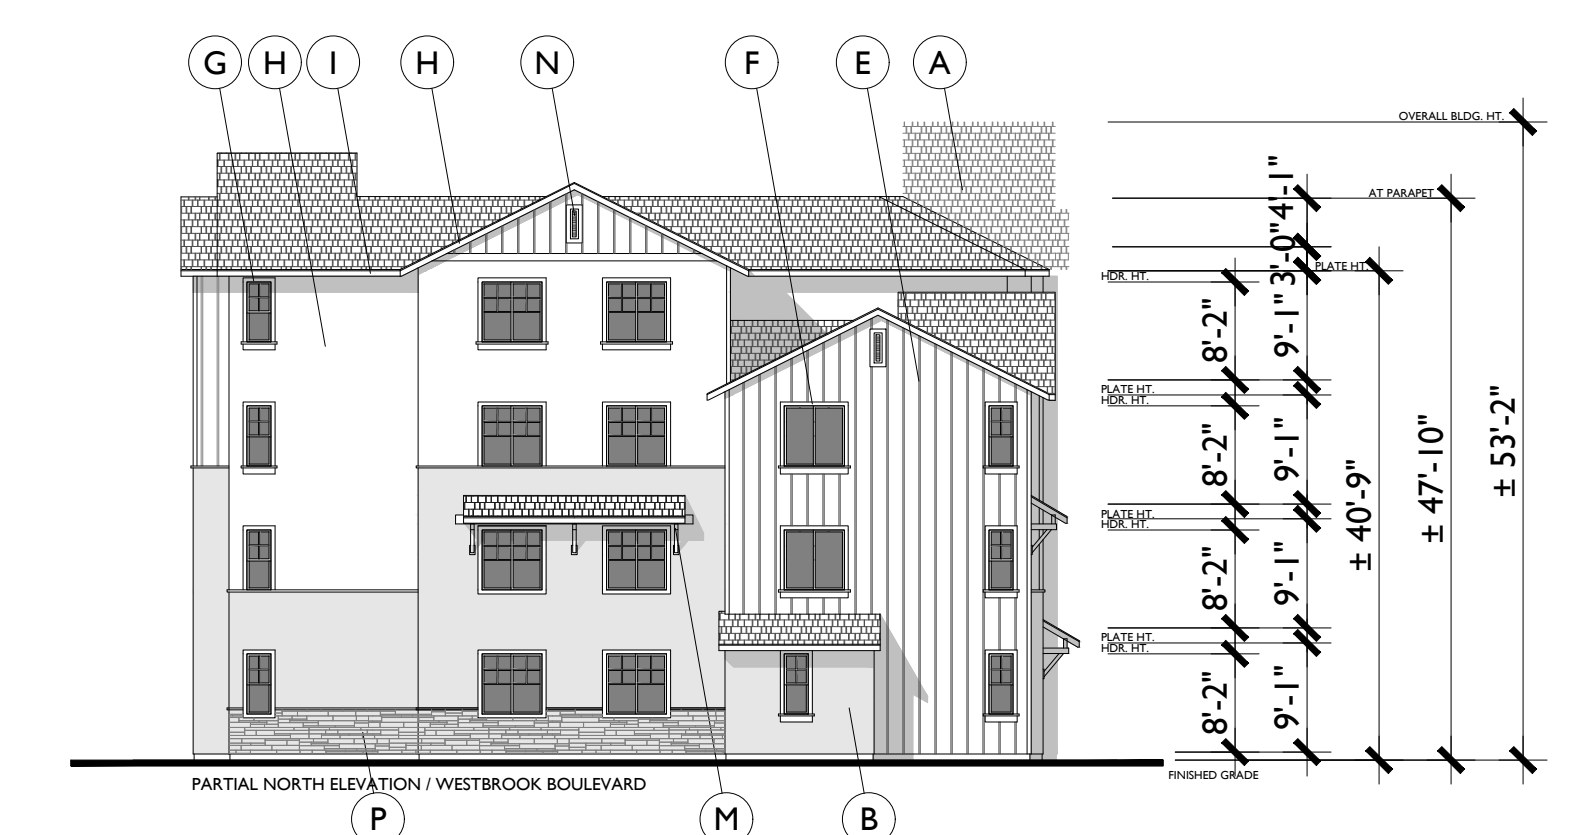 G H I H N F E A
OVERALL BLDG. HT.
AT PARAPET
4'-1"
3'-0"
PLATE HT.
HDR. HT.
8'-2" 9'-1"
PLATE HT.
HDR. HT.
± 53'-2"
± 47'-10"
± 40'-9"
8'-2" 9'-1"
PLATE HT.
HDR. HT.
8'-2" 9'-1"
PLATE HT.
HDR. HT.
8'-2" 9'-1"
FINISHED GRADE
PARTIAL NORTH ELEVATION / WESTBROOK BOULEVARD
P M B